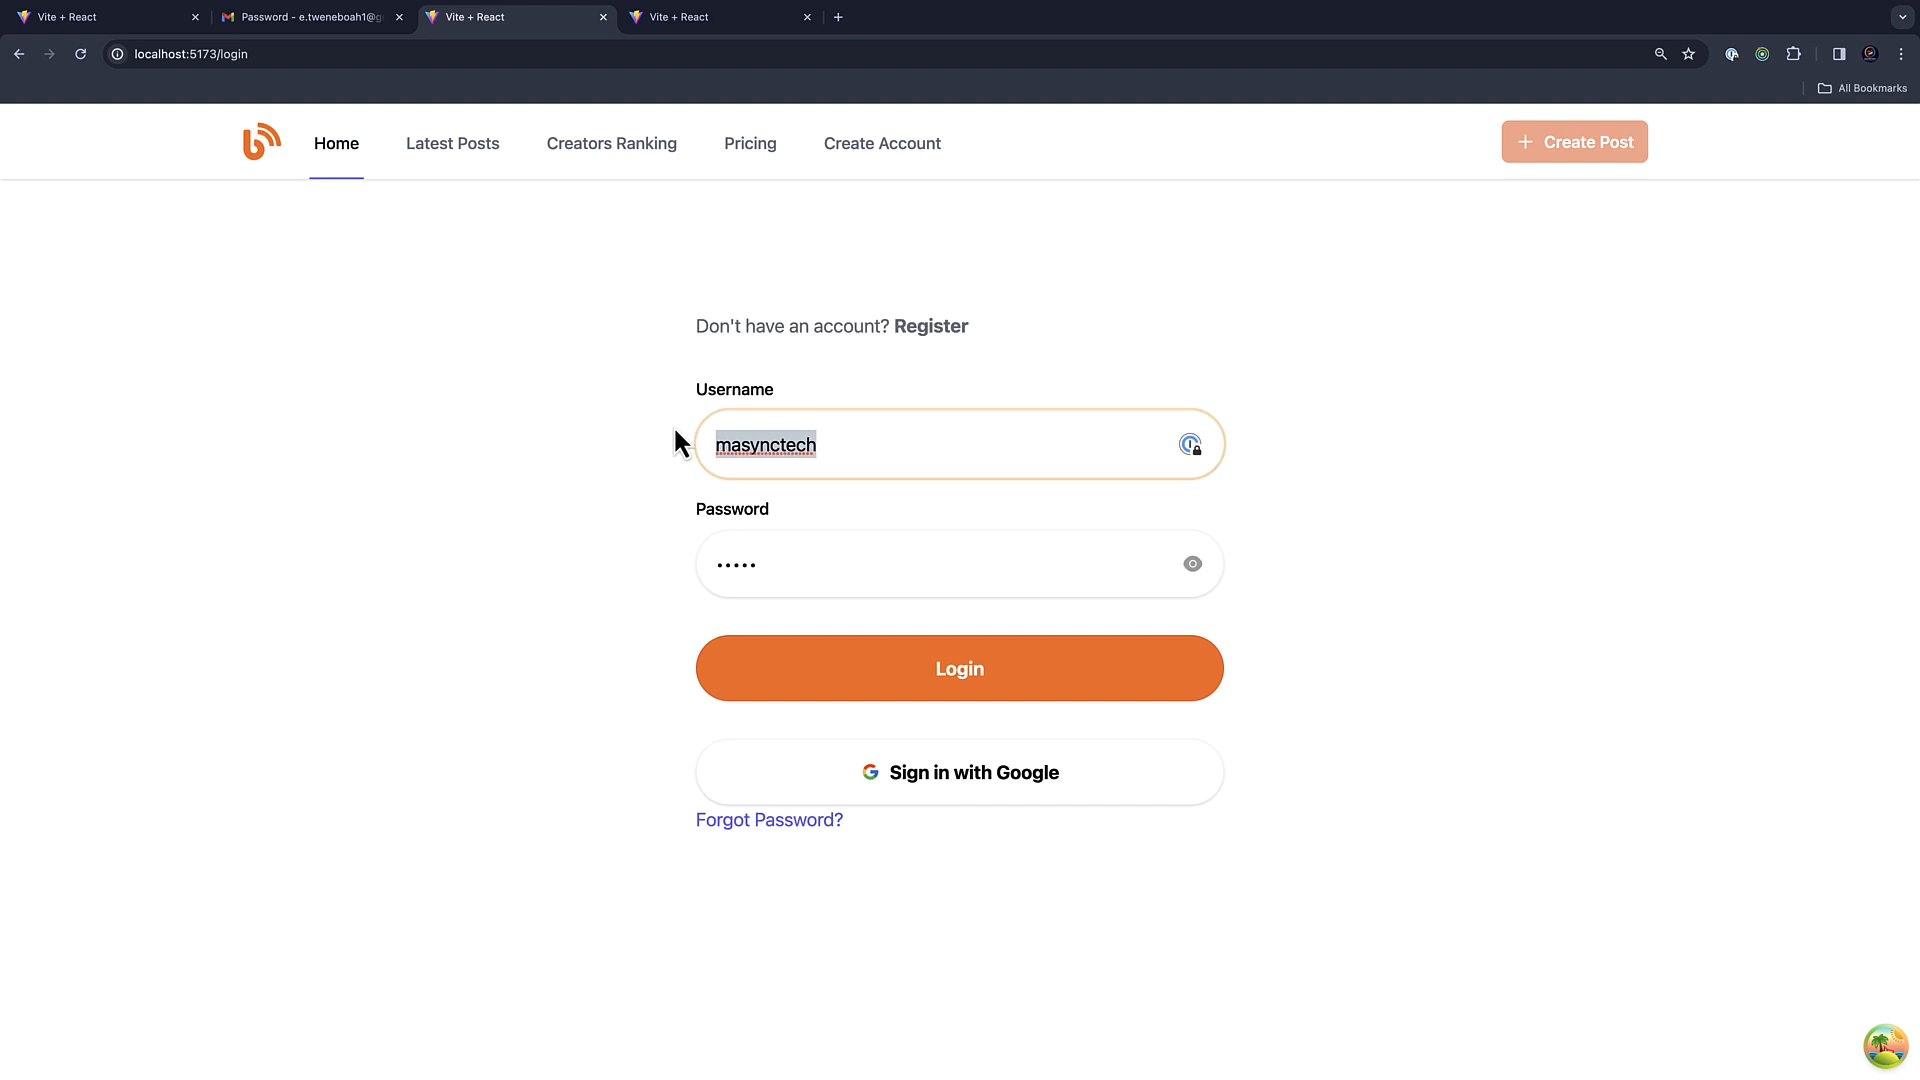 Vite + React
Password - e.tweneboah1@g
Vite + React
Vite + React
localhost:5173/login
All Bookmarks
Home
Latest Posts
Creators Ranking
Pricing
Create Account
+ Create Post
Don't have an account? Register
Username
masynctech
Password
•••••
Login
Sign in with Google
Forgot Password?